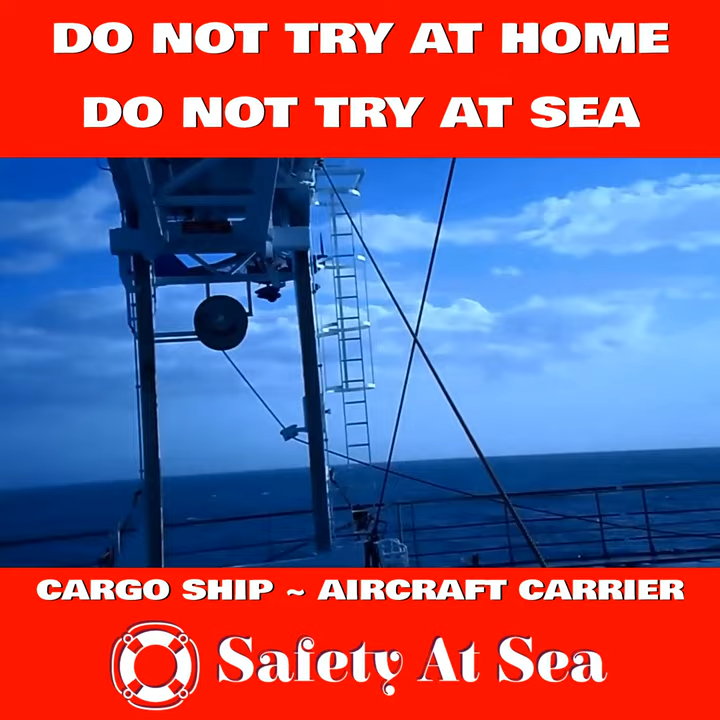 DO NOT TRY AT HOME
DO NOT TRY AT SEA
CARGO SHIP ~ AIRCRAFT CARRIER
Safety At Sea